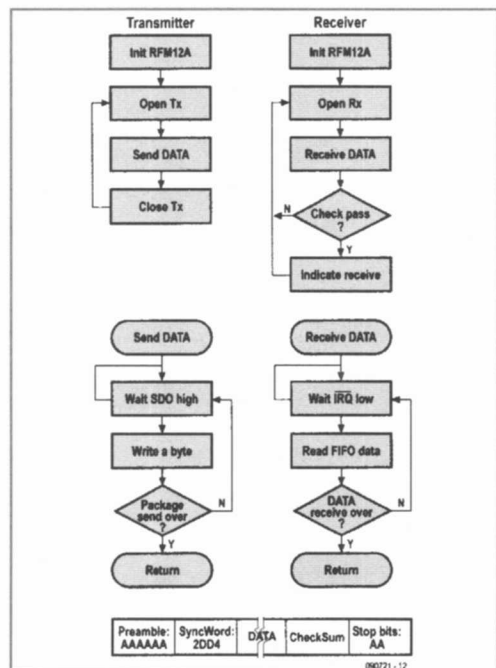 Transmitter
Init RFM12A
Open Tx
Send DATA
Close Tx
Receiver
Init RFM12A
Open Rx
Receive DATA
Check pass
?
N
Y
Indicate receive
Send DATA
Wait SDO high
Write a byte
Package
send over
?
N
Y
Return
Receive DATA
Wait IRQ low
Read FIFO data
DATA
receive over
?
N
Y
Return
Preamble:
AAAAAA
SyncWord:
2DD4
DATA
CheckSum
Stop bits:
AA
090721 - 12